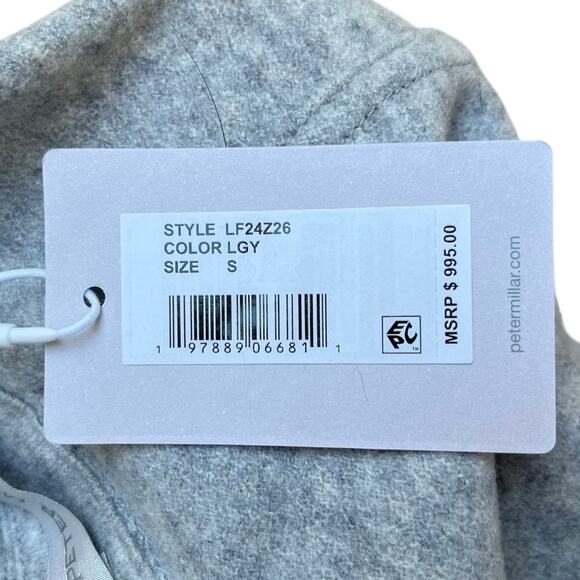 STYLE LF24Z26
COLOR LGY
SIZE S
1 97889 06681 1
EPC
MSRP $ 995.00
petermillar.com